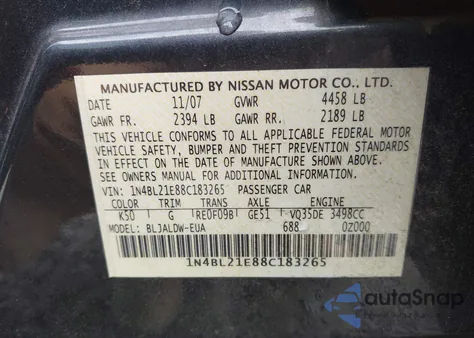 MANUFACTURED BY NISSAN MOTOR CO., LTD.
DATE 11/07 GVWR 4458 LB
GAWR FR. 2394 LB GAWR RR. 2189 LB
THIS VEHICLE CONFORMS TO ALL APPLICABLE FEDERAL MOTOR
VEHICLE SAFETY, BUMPER AND THEFT PREVENTION STANDARDS
IN EFFECT ON THE DATE OF MANUFACTURE SHOWN ABOVE.
SEE OWNERS MANUAL FOR ADDITIONAL INFORMATION.
VIN: 1N4BL21E88C183265 PASSENGER CAR
COLOR TRIM TRANS AXLE ENGINE
K50 G RE0F09B GE51 VQ35DE 3498CC
MODEL: BLJALDW-EUA 688 0Z000
1N4BL21E88C183265
autoSnap